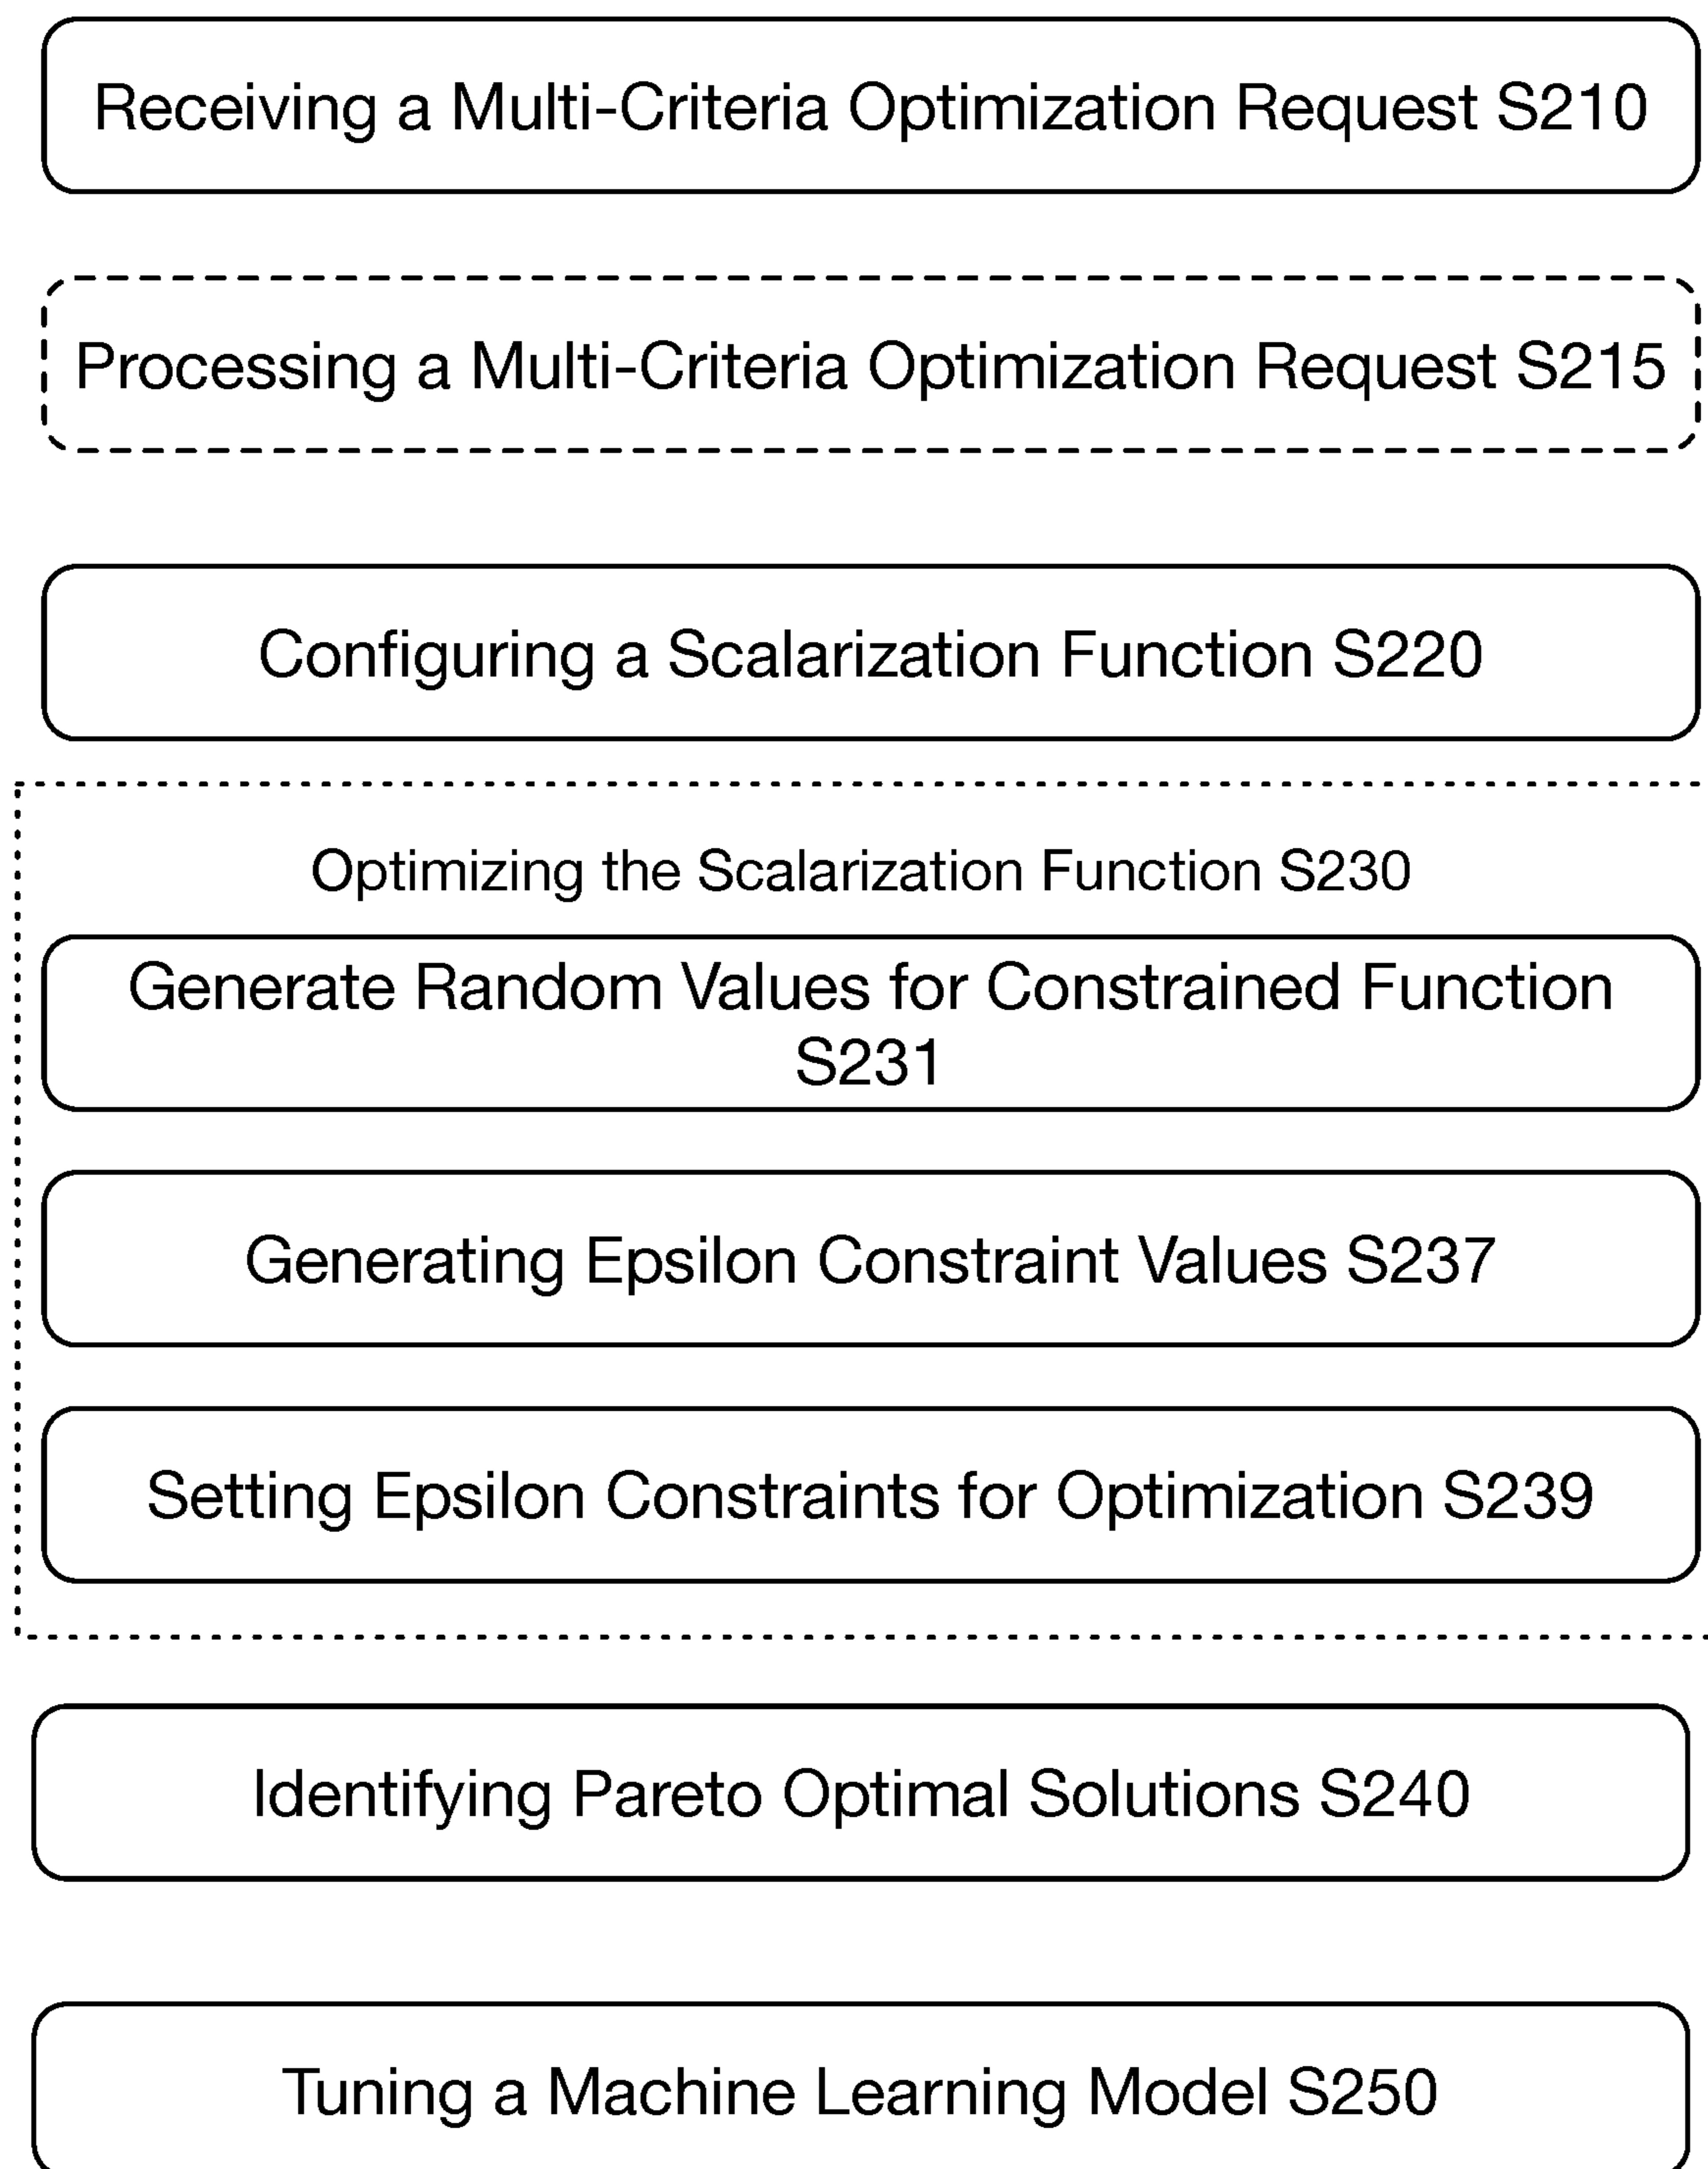 Receiving a Multi-Criteria Optimization Request S210
Processing a Multi-Criteria Optimization Request S215
Configuring a Scalarization Function S220
Optimizing the Scalarization Function S230
Generate Random Values for Constrained Function
S231
Generating Epsilon Constraint Values S237
Setting Epsilon Constraints for Optimization S239
Identifying Pareto Optimal Solutions S240
Tuning a Machine Learning Model S250